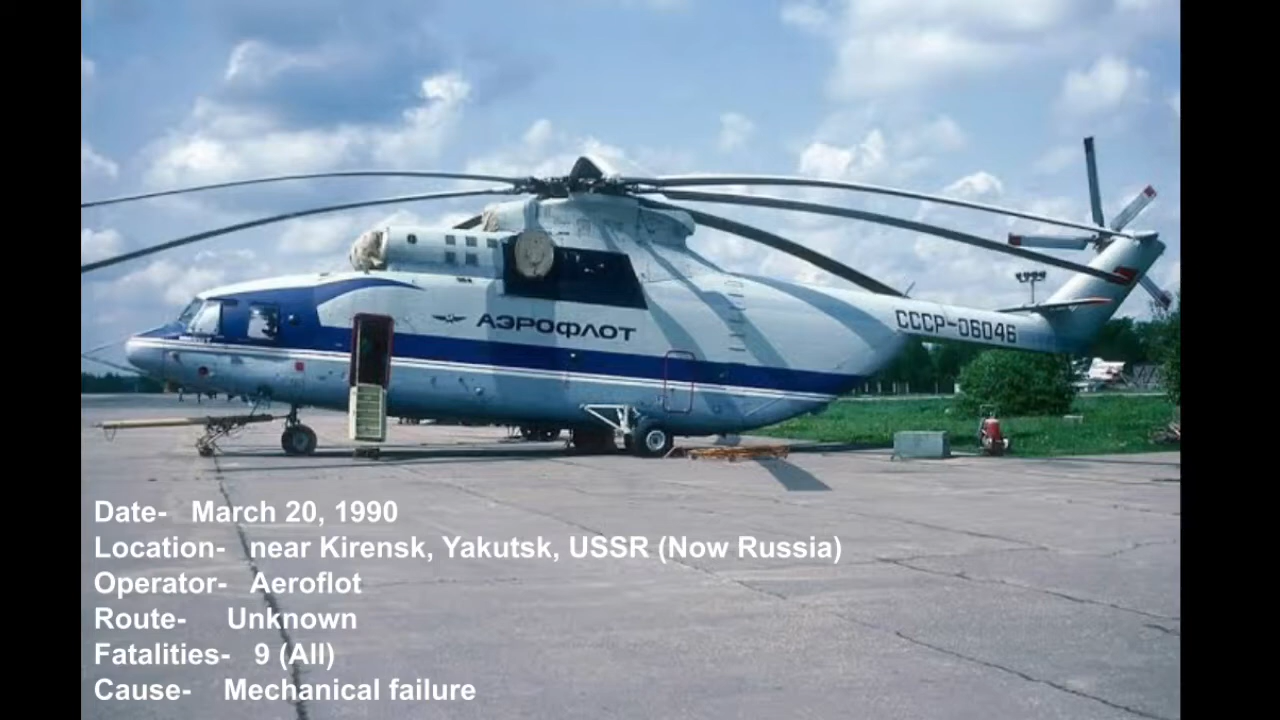 АЭРОФЛОТ
СССР-06046
Date- March 20, 1990
Location- near Kirensk, Yakutsk, USSR (Now Russia)
Operator- Aeroflot
Route- Unknown
Fatalities- 9 (All)
Cause- Mechanical failure